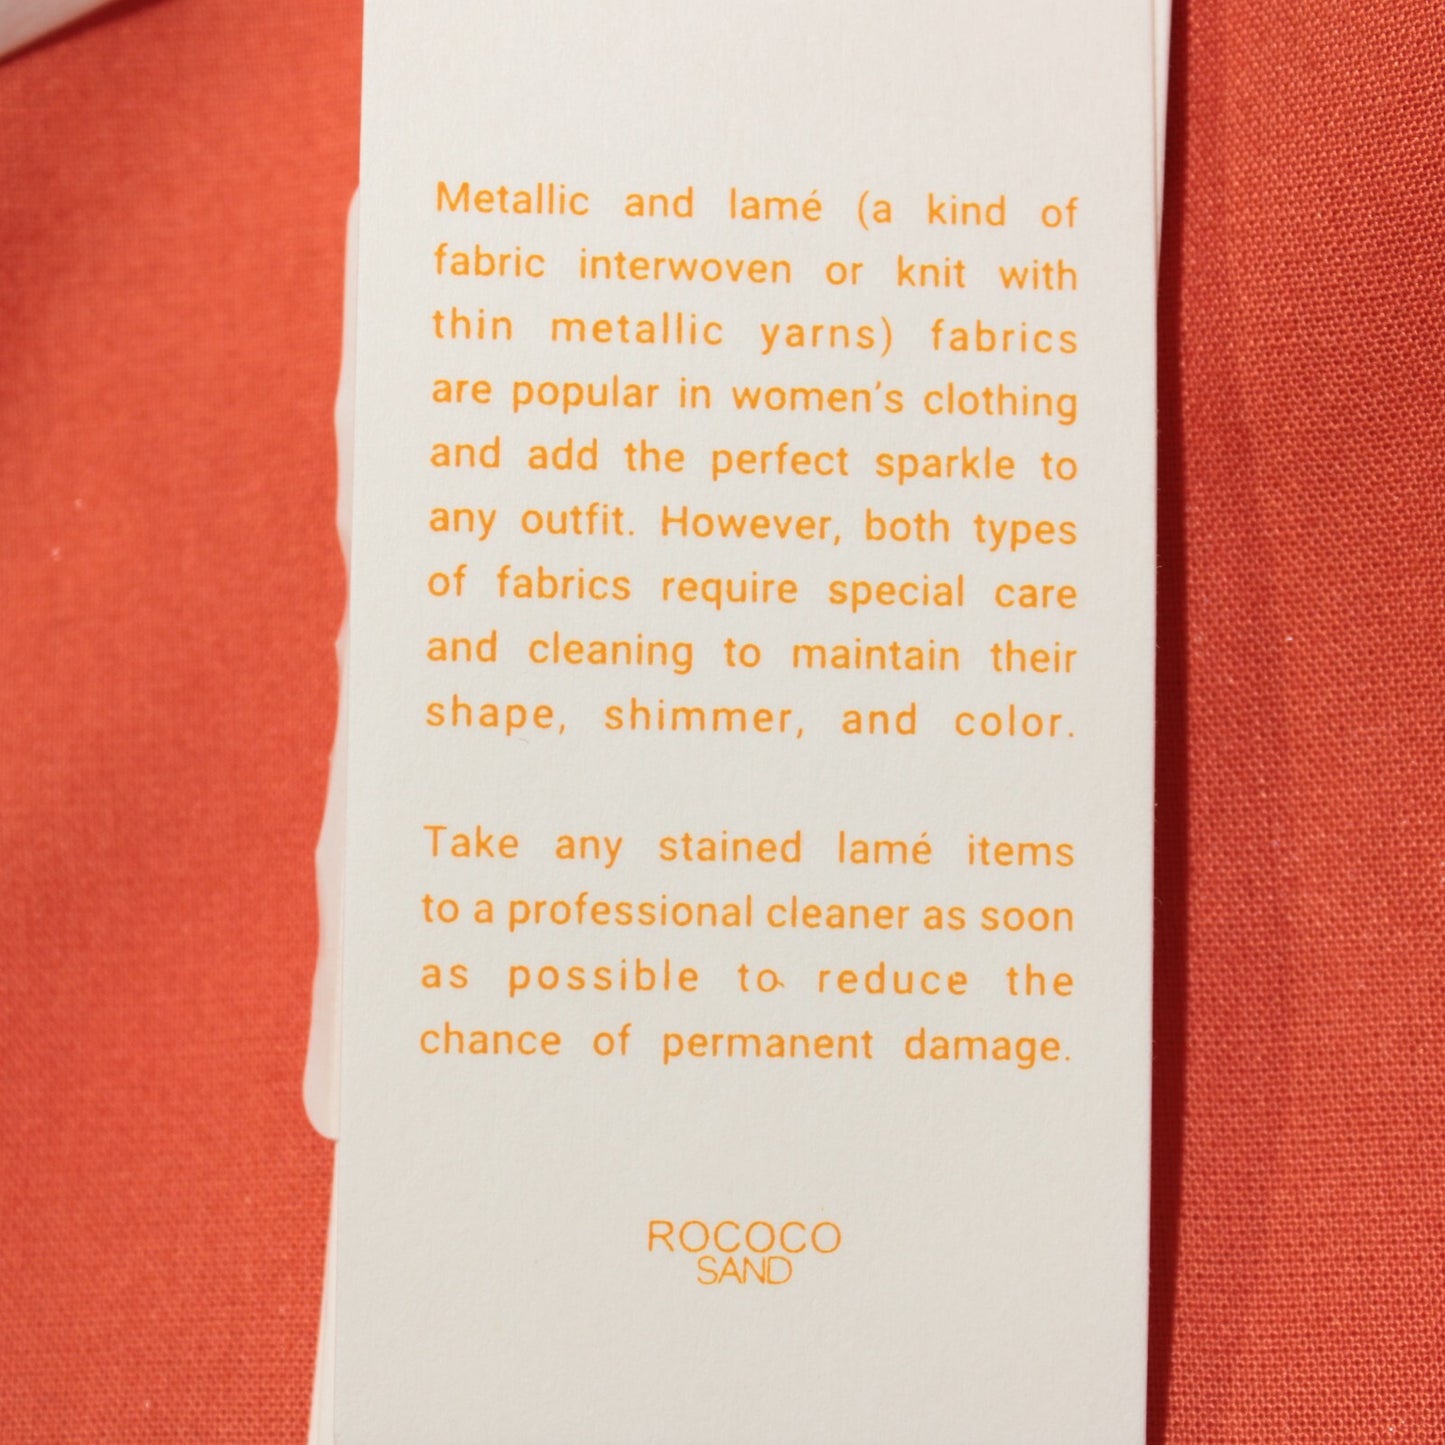 Metallic and lamé (a kind of
fabric interwoven or knit with
thin metallic yarns) fabrics
are popular in women's clothing
and add the perfect sparkle to
any outfit. However, both types
of fabrics require special care
and cleaning to maintain their
shape, shimmer, and color.
Take any stained lamé items
to a professional cleaner as soon
as possible to reduce the
chance of permanent damage.
ROCOCO
SAND